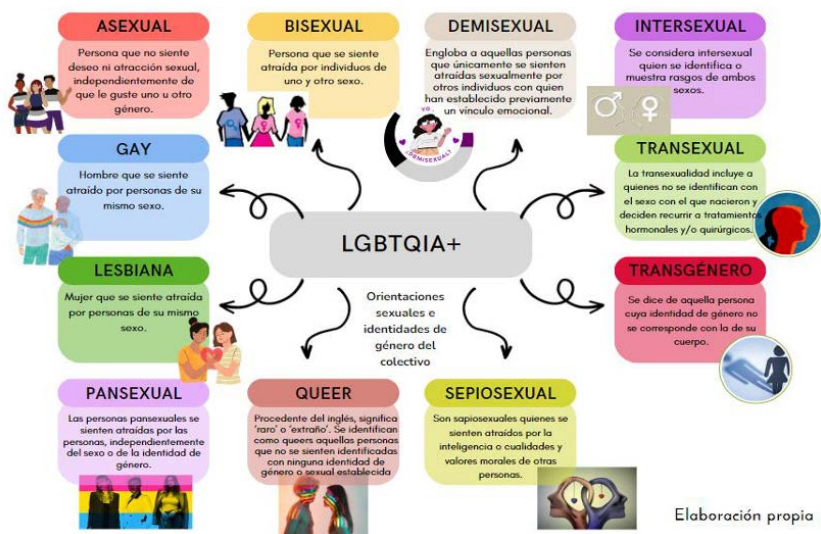 ASEXUAL
Persona que no siente
deseo ni atracción sexual,
independientemente de
que le guste uno u otro
género.
BISEXUAL
Persona que se siente
atraída por individuos de
uno y otro sexo.
DEMISEXUAL
Engloba a aquellas personas
que únicamente se sienten
atraídas sexualmente por
otros individuos con quien
han establecido previamente
un vínculo emocional.
YO,
¿DEMISEXUAL?
INTERSEXUAL
Se considera intersexual
quien se identifica o
muestra rasgos de ambos
sexos.
GAY
Hombre que se siente
atraído por personas de
su mismo sexo.
TRANSEXUAL
La transexualidad incluye a
quienes no se identifican con
el sexo con el que nacieron y
deciden recurrir a tratamientos
hormonales y/o quirúrgicos.
LGBTQIA+
Orientaciones
sexuales e
identidades de
género del
colectivo
LESBIANA
Mujer que se siente atraída
por personas de su mismo
sexo.
TRANSGÉNERO
Se dice de aquella persona
cuya identidad de género no
se corresponde con la de su
cuerpo.
PANSEXUAL
Las personas pansexuales se
sienten atraídas por las
personas, independientemente
del sexo o de la identidad de
género.
QUEER
Procedente del inglés, significa
'raro' o 'extraño'. Se identifican
como queers aquellas personas
que no se sienten identificadas
con ninguna identidad de
género o sexual establecida
SEPIOSEXUAL
Son sapiosexuales quienes se
sienten atraídos por la
inteligencia o cualidades y
valores morales de otras
personas.
Elaboración propia